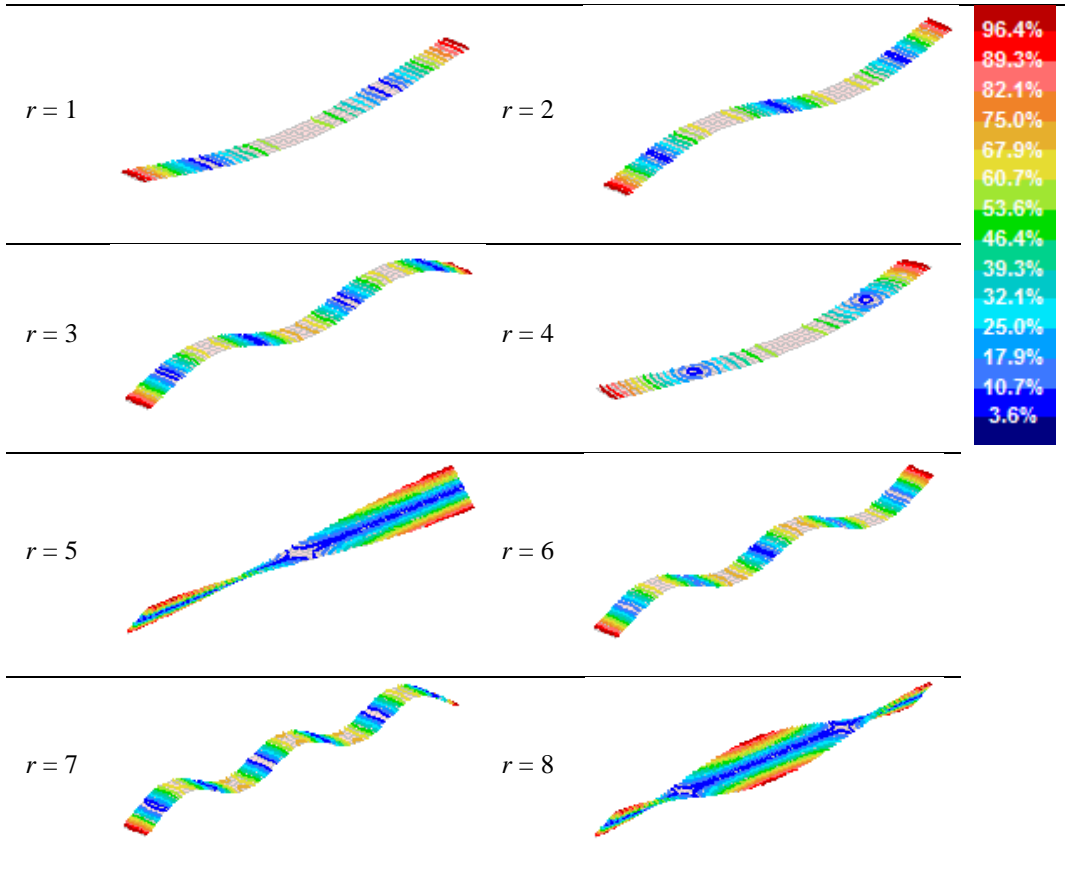 r = 1
r = 2
r = 3
r = 4
r = 5
r = 6
r = 7
r = 8
96.4%
89.3%
82.1%
75.0%
67.9%
60.7%
53.6%
46.4%
39.3%
32.1%
25.0%
17.9%
10.7%
3.6%